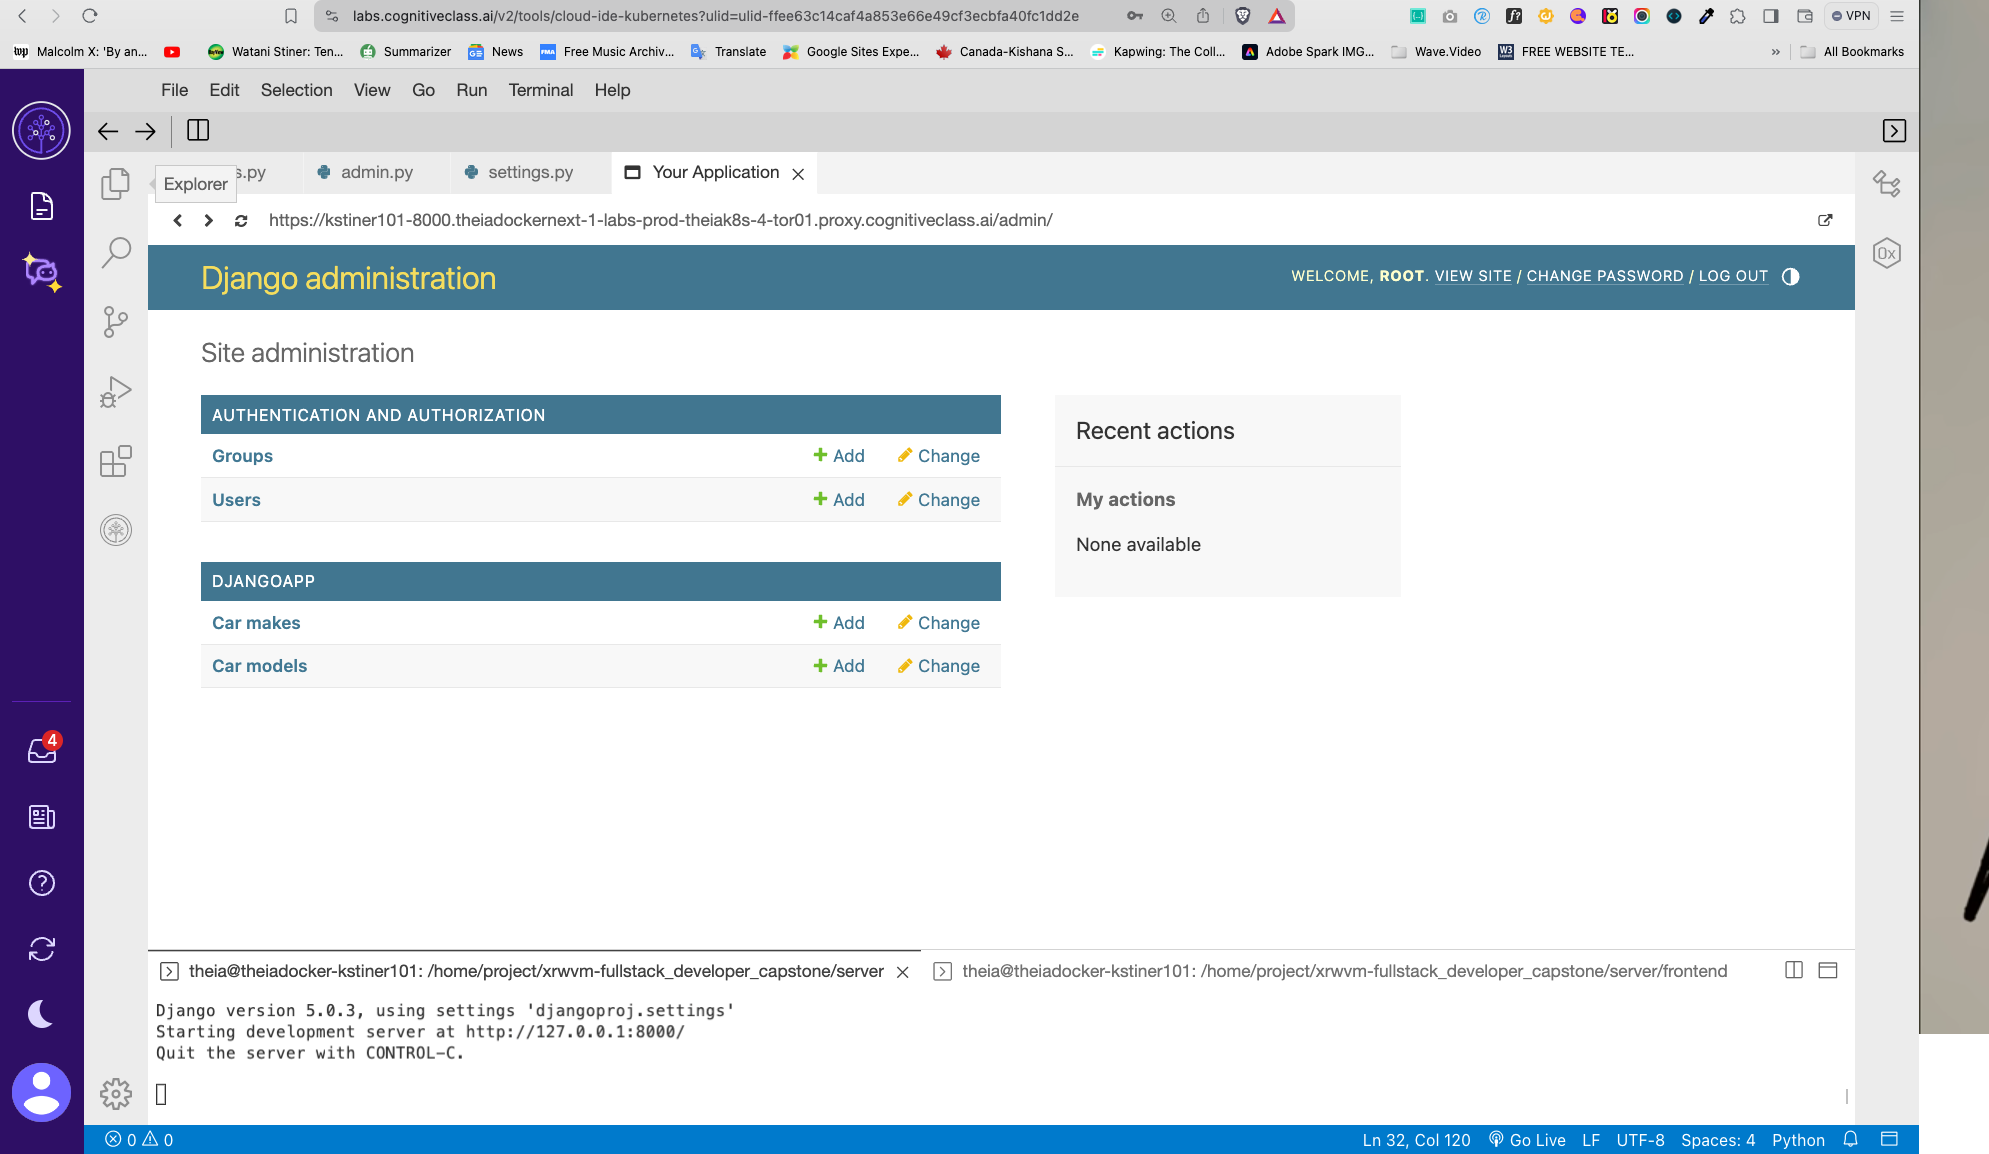 labs.cognitiveclass.ai/v2/tools/cloud-ide-kubernetes?ulid=ulid-ffee63c14caf4a853e66e49cf3ecbfa40fc1dd2e
VPN
Malcolm X: 'By an...
Watani Stiner: Ten...
Summarizer
News
Free Music Archiv...
Translate
Google Sites Expe...
Canada-Kishana S...
Kapwing: The Coll...
Adobe Spark IMG...
Wave.Video
FREE WEBSITE TE...
»
All Bookmarks
File Edit Selection View Go Run Terminal Help
Explorer
s.py
admin.py
settings.py
Your Application
https://kstiner101-8000.theiadockernext-1-labs-prod-theiak8s-4-tor01.proxy.cognitiveclass.ai/admin/
Django administration
WELCOME, ROOT. VIEW SITE / CHANGE PASSWORD / LOG OUT
Site administration
AUTHENTICATION AND AUTHORIZATION
Groups Add Change
Users Add Change
DJANGOAPP
Car makes Add Change
Car models Add Change
Recent actions
My actions
None available
4
theia@theiadocker-kstiner101: /home/project/xrwvm-fullstack_developer_capstone/server
theia@theiadocker-kstiner101: /home/project/xrwvm-fullstack_developer_capstone/server/frontend
Django version 5.0.3, using settings 'djangoproj.settings'
Starting development server at http://127.0.0.1:8000/
Quit the server with CONTROL-C.
0 0
Ln 32, Col 120 Go Live LF UTF-8 Spaces: 4 Python